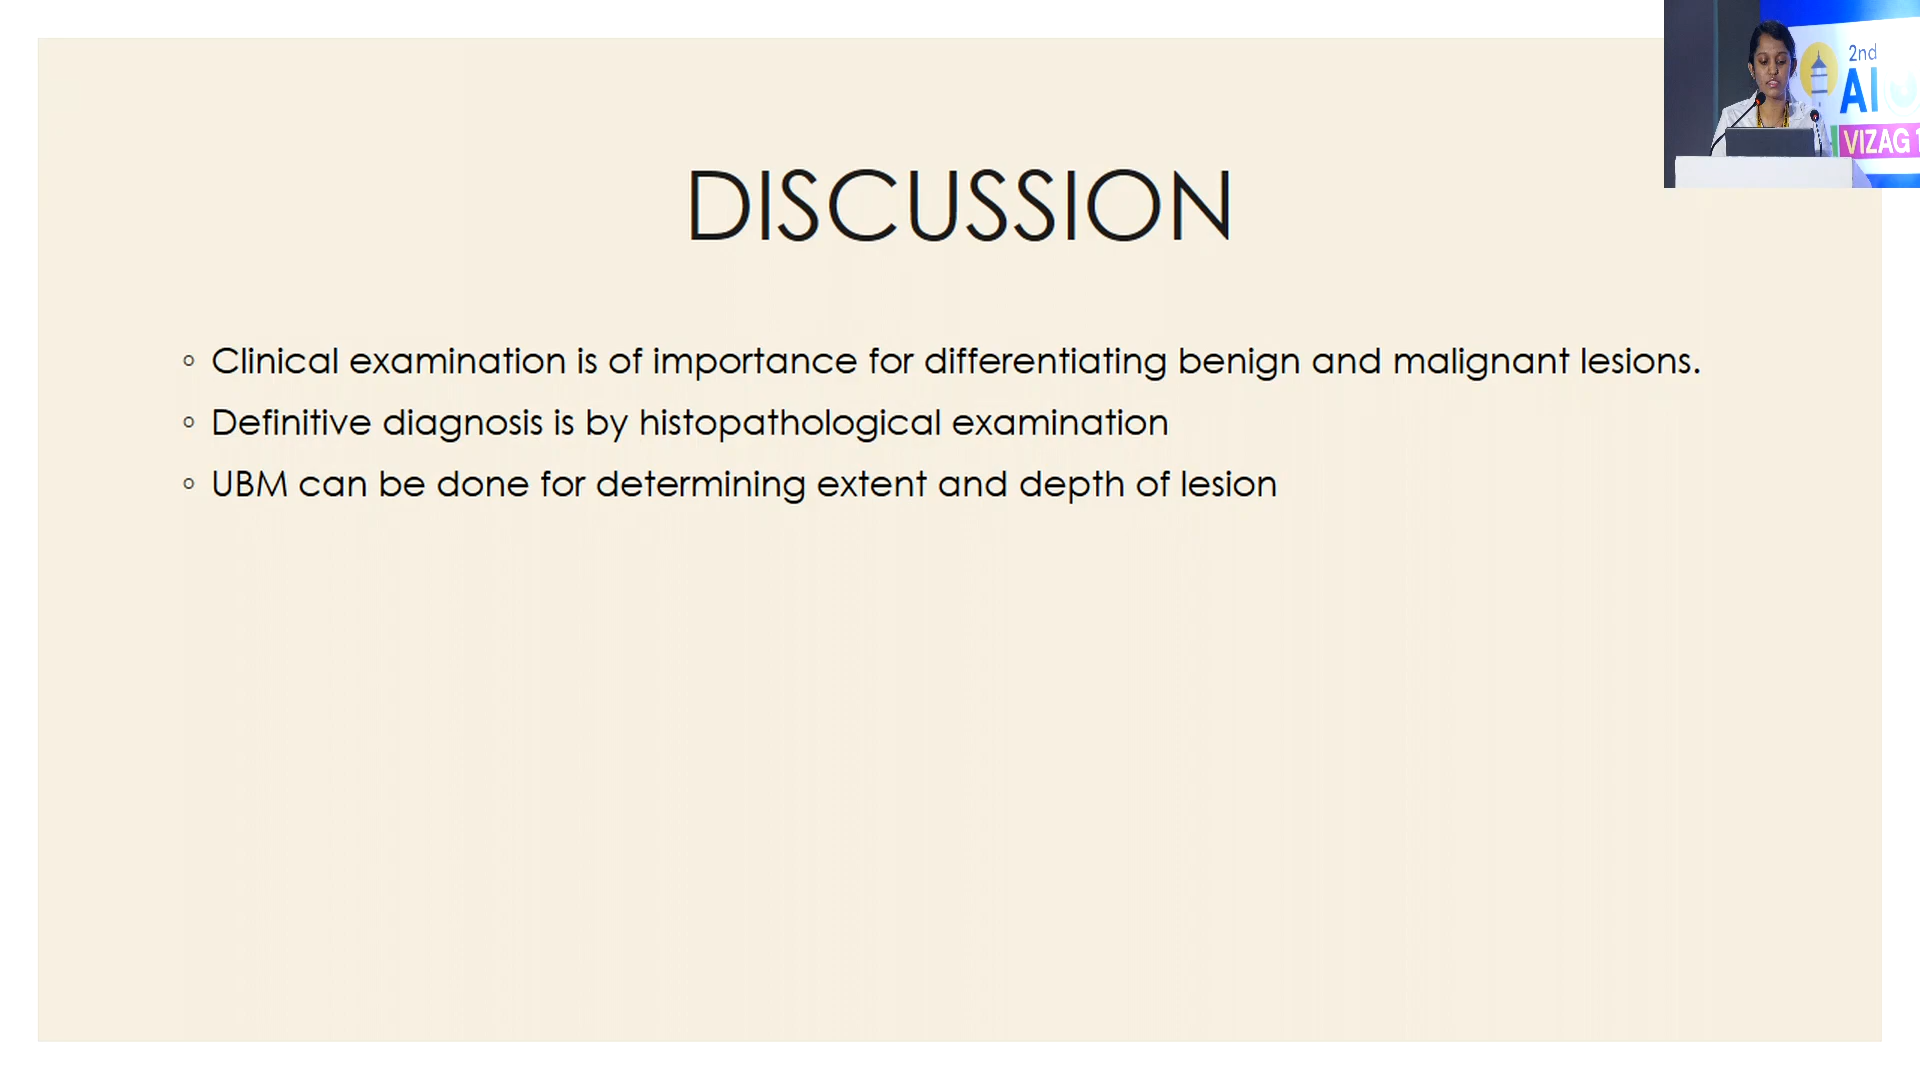 2nd
AI
VIZAG
DISCUSSION
◦ Clinical examination is of importance for differentiating benign and malignant lesions.
◦ Definitive diagnosis is by histopathological examination
◦ UBM can be done for determining extent and depth of lesion